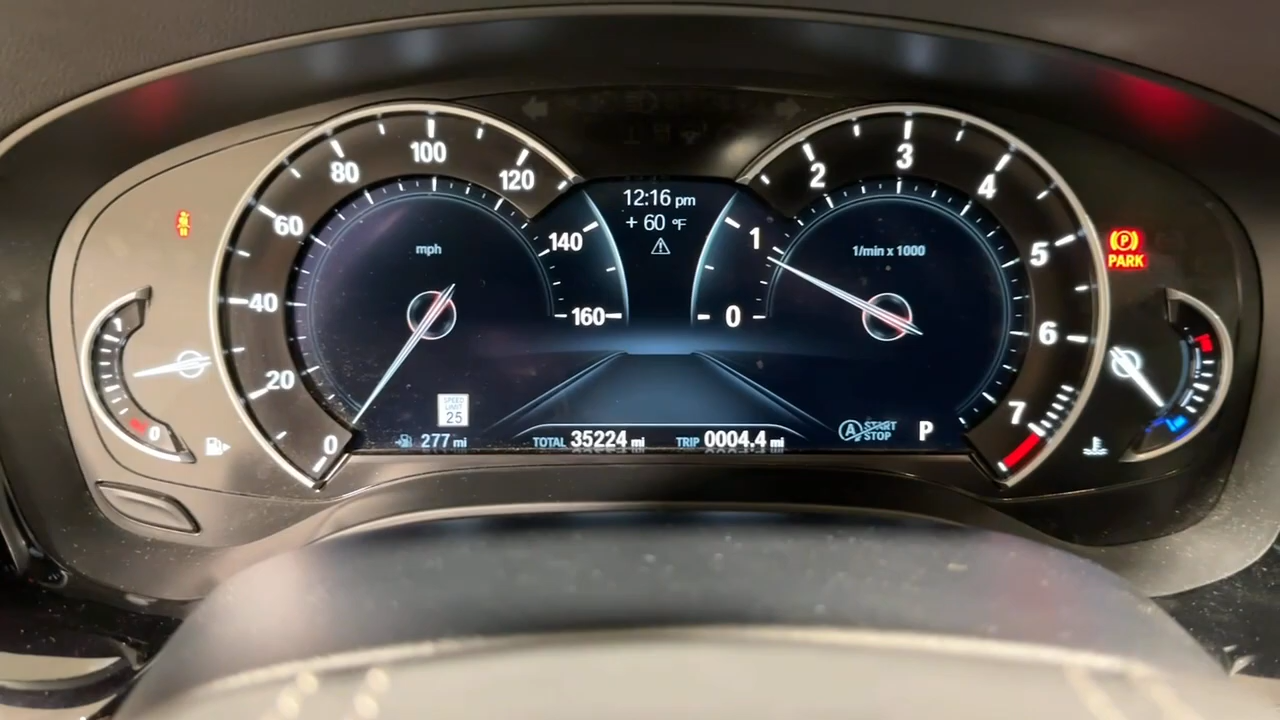 12:16 pm
+ 60 °F
mph
0
20
40
60
80
100
120
140
160
1/min x 1000
0
1
2
3
4
5
6
7
0
1
SPEED
LIMIT
25
277 mi
TOTAL 35224 mi
TRIP 0004.4 mi
A START
STOP
P
P
PARK